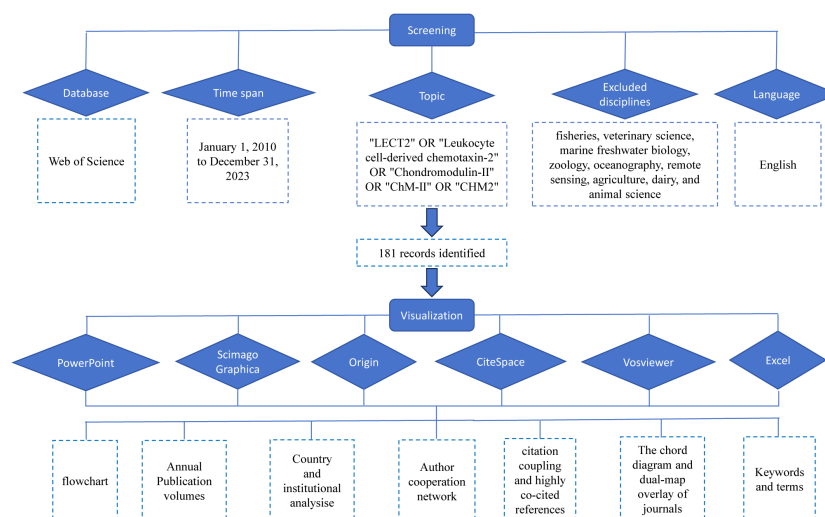 Screening
Database
Time span
Topic
Excluded
disciplines
Language
Web of Science
January 1, 2010
to December 31,
2023
"LECT2" OR "Leukocyte
cell-derived chemotaxin-2"
OR "Chondromodulin-II"
OR "ChM-II" OR "CHM2"
fisheries, veterinary science,
marine freshwater biology,
zoology, oceanography, remote
sensing, agriculture, dairy, and
animal science
English
181 records identified
Visualization
PowerPoint
Scimago
Graphica
Origin
CiteSpace
Vosviewer
Excel
flowchart
Annual
Publication
volumes
Country
and
institutional
analyise
Author
cooperation
network
citation
coupling
and highly
co-cited
references
The chord
diagram and
dual-map
overlay of
journals
Keywords
and terms